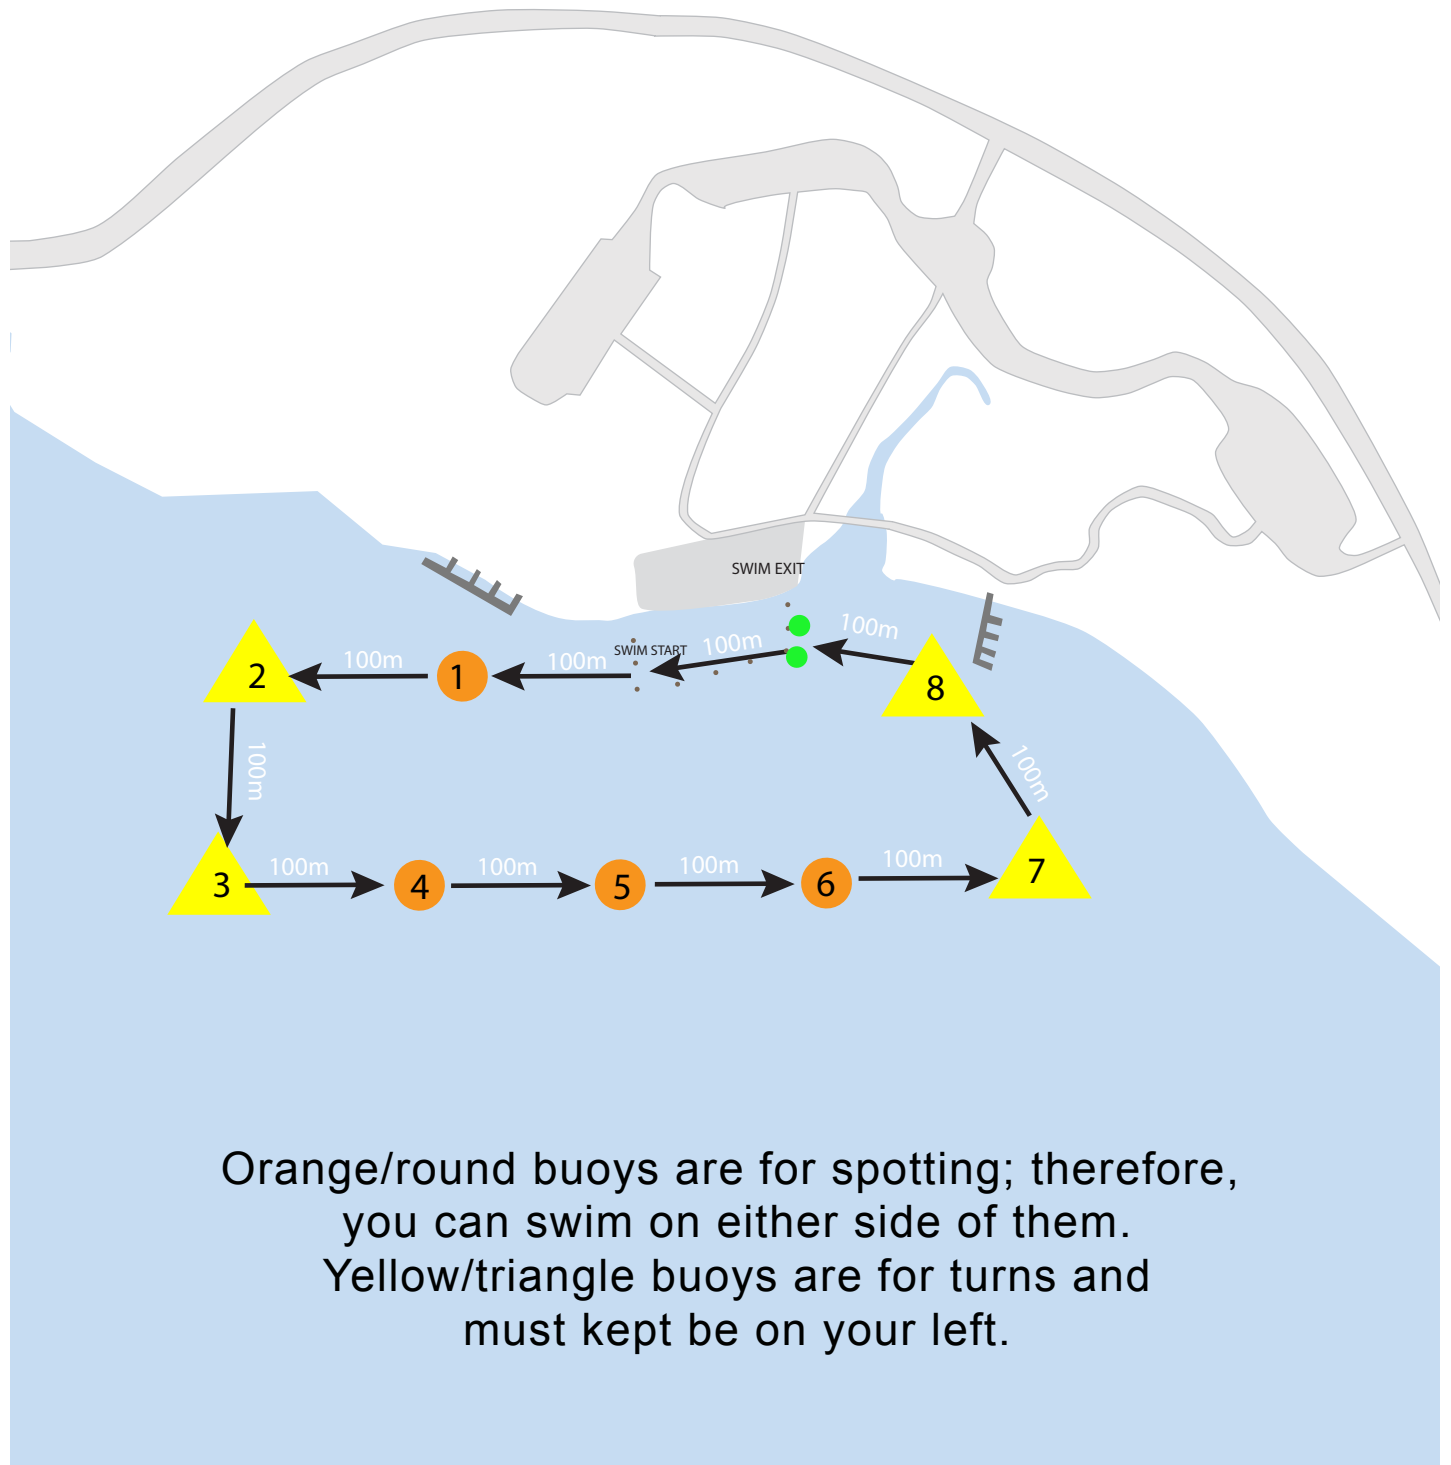 SWIM EXIT
100m
SWIM START
100m
100m
100m
2
1
8
100m
100m
3
100m
4
100m
5
100m
6
100m
7
Orange/round buoys are for spotting; therefore,
you can swim on either side of them.
Yellow/triangle buoys are for turns and
must kept be on your left.